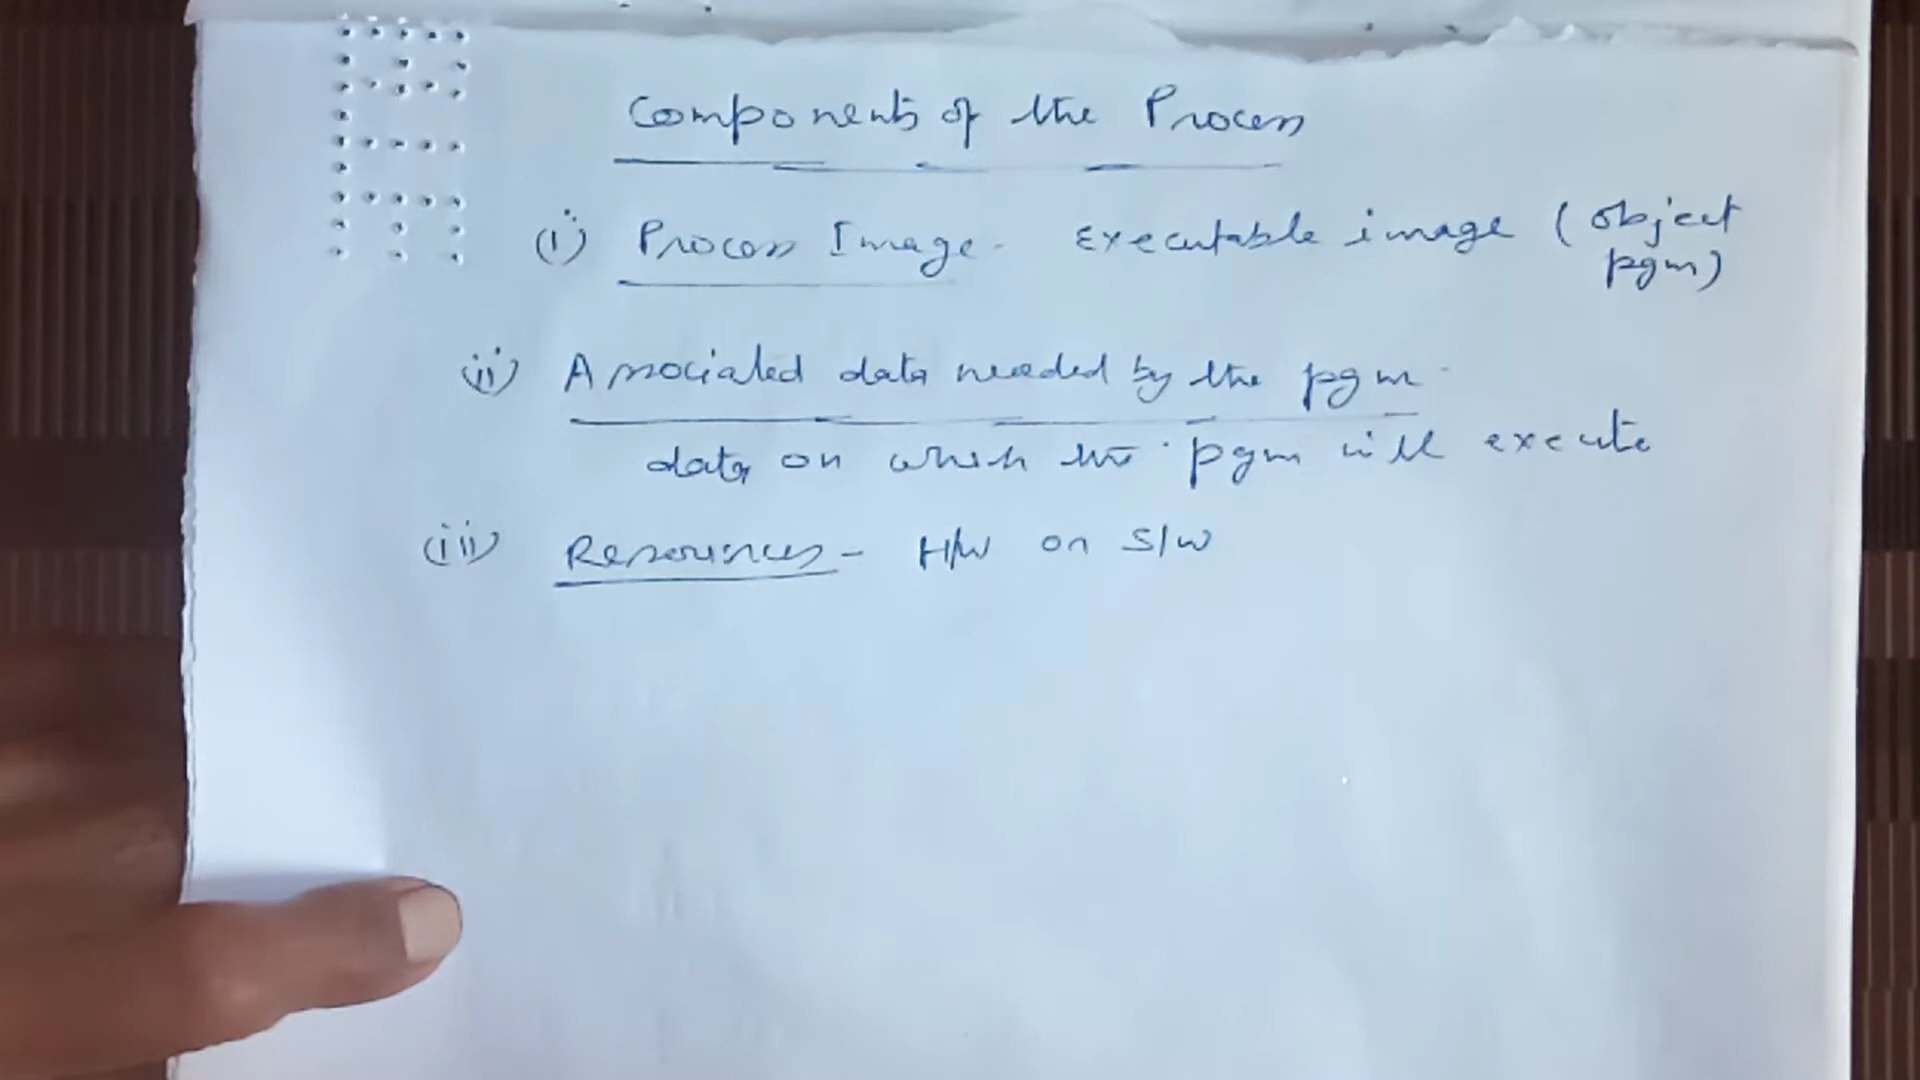 Components of the Process
(i) Process Image - Executable image (object
pgm)
(ii) Associated data needed by the pgm -
data on which the pgm will execute
(iii) Resources - H/W or S/W